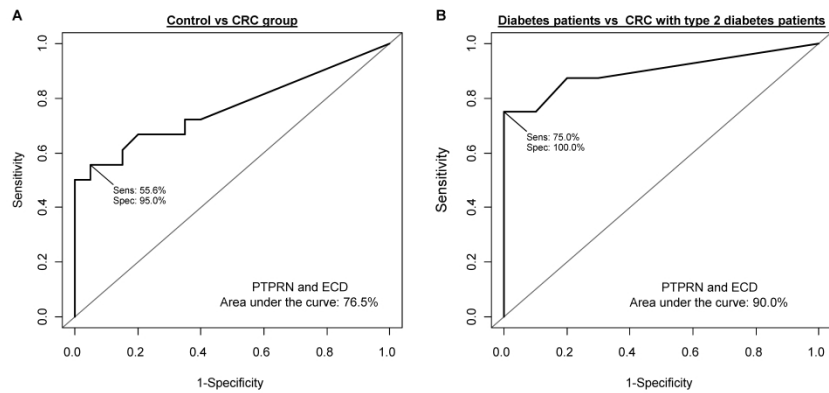 A
Control vs CRC group
Sensitivity
1.0
0.8
0.6
0.4
0.2
0.0
Sens: 55.6%
Spec: 95.0%
PTPRN and ECD
Area under the curve: 76.5%
0.0 0.2 0.4 0.6 0.8 1.0
1-Specificity
B
Diabetes patients vs CRC with type 2 diabetes patients
Sensitivity
1.0
0.8
0.6
0.4
0.2
0.0
Sens: 75.0%
Spec: 100.0%
PTPRN and ECD
Area under the curve: 90.0%
0.0 0.2 0.4 0.6 0.8 1.0
1-Specificity